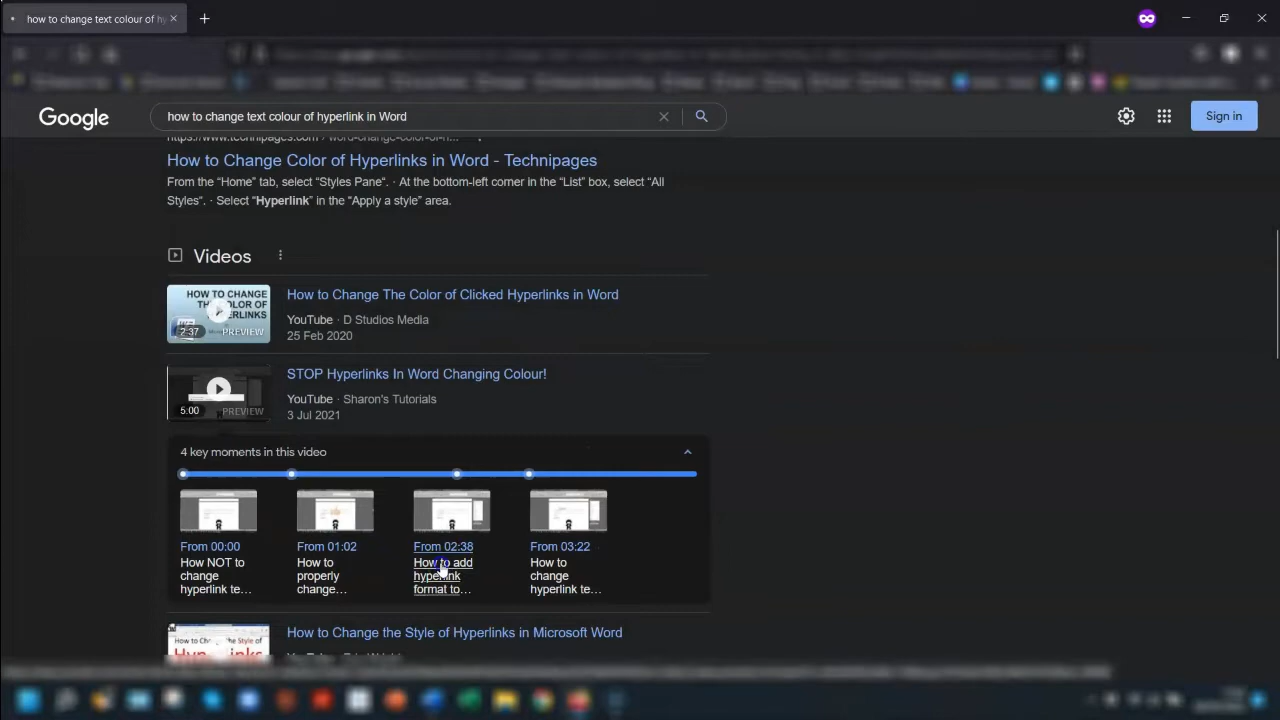 how to change text colour of hy
Google
how to change text colour of hyperlink in Word
Sign in
How to Change Color of Hyperlinks in Word - Technipages
From the “Home” tab, select “Styles Pane”. · At the bottom-left corner in the “List” box, select “All
Styles”. · Select “Hyperlink” in the “Apply a style” area.
Videos
HOW TO CHANGE
THE COLOR OF
HYPERLINKS
2:37 PREVIEW
How to Change The Color of Clicked Hyperlinks in Word
YouTube · D Studios Media
25 Feb 2020
5:00 PREVIEW
STOP Hyperlinks In Word Changing Colour!
YouTube · Sharon's Tutorials
3 Jul 2021
4 key moments in this video
From 00:00
How NOT to
change
hyperlink te...
From 01:02
How to
properly
change...
From 02:38
How to add
hyperlink
format to...
From 03:22
How to
change
hyperlink te...
How to Change the Style of
How to Change the Style of Hyperlinks in Microsoft Word